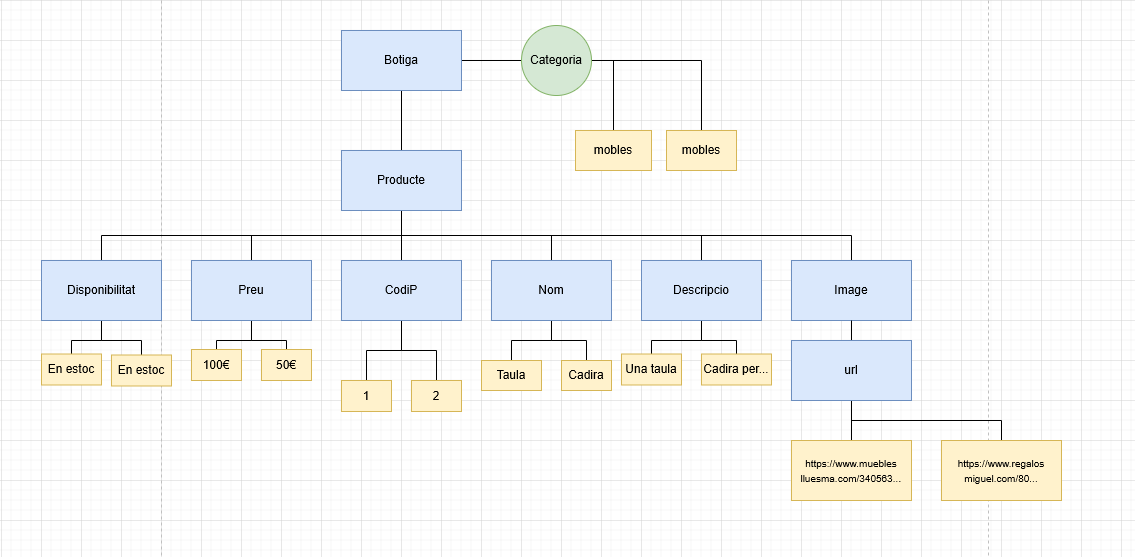 Botiga
Categoria
mobles
mobles
Producte
Disponibilitat
Preu
CodiP
Nom
Descripcio
Image
En estoc
En estoc
100€
50€
1
2
Taula
Cadira
Una taula
Cadira per...
url
https://www.muebles
lluesma.com/340563...
https://www.regalos
miguel.com/80...